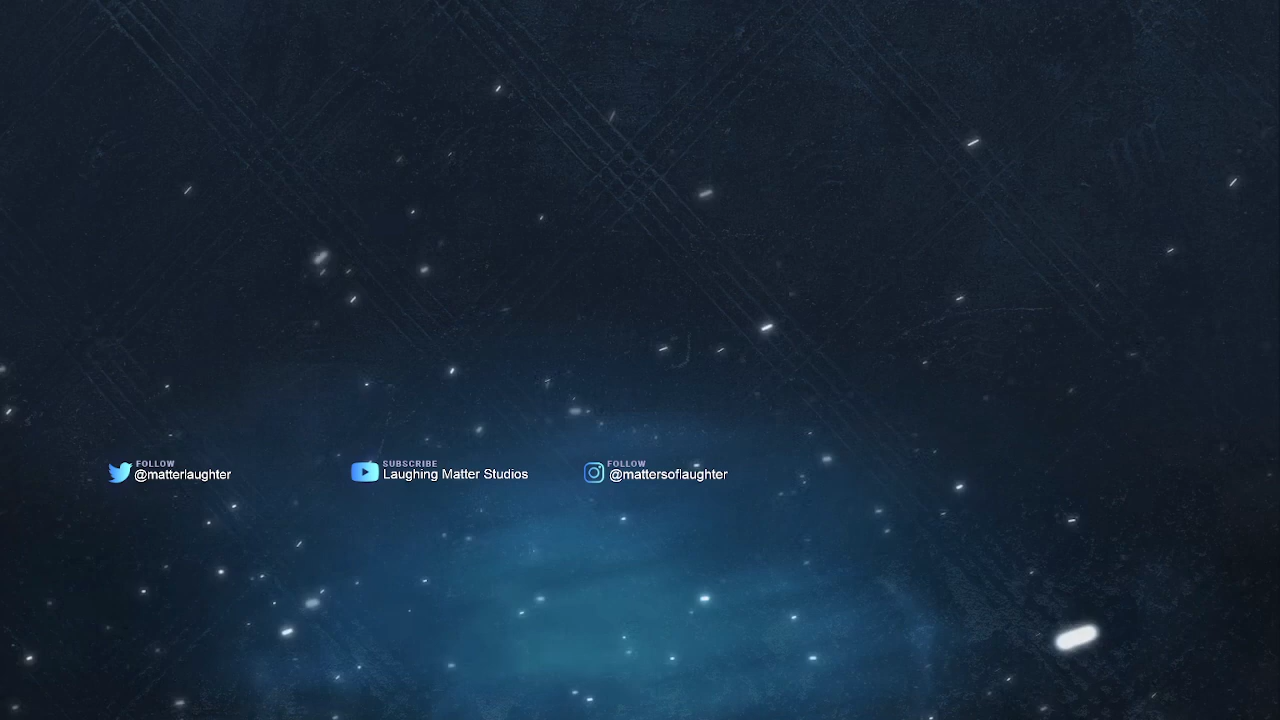 FOLLOW
@matterlaughter
SUBSCRIBE
Laughing Matter Studios
FOLLOW
@mattersoflaughter